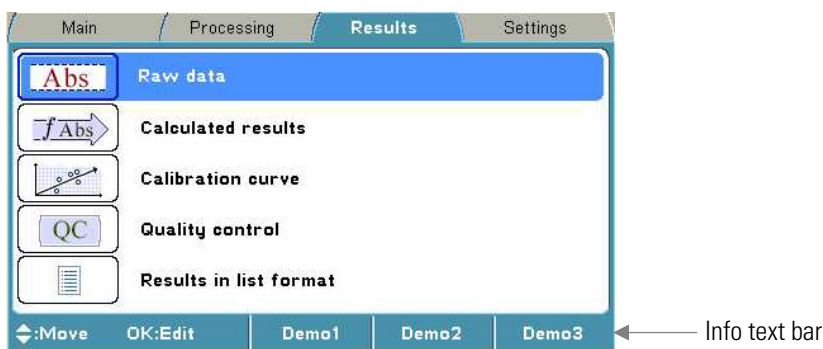 Main Processing Results Settings
Abs Raw data
f Abs Calculated results
Calibration curve
QC Quality control
Results in list format
:Move OK:Edit Demo1 Demo2 Demo3 Info text bar